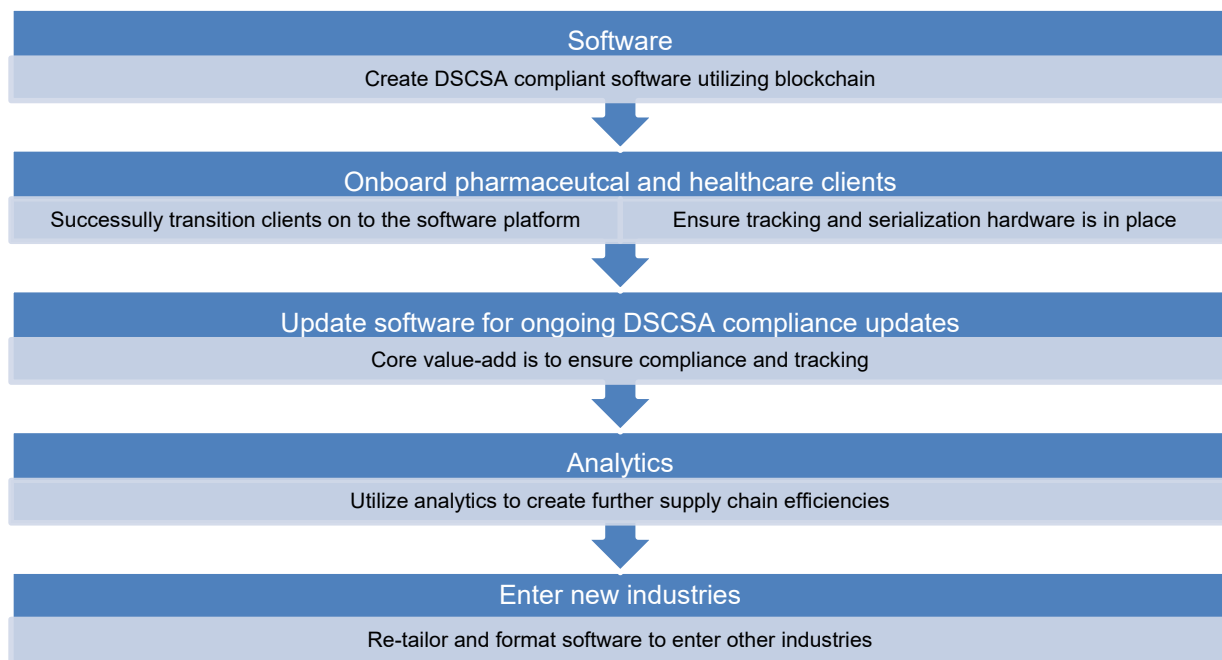 Software
Create DSCSA compliant software utilizing blockchain
Onboard pharmaceutcal and healthcare clients
Successully transition clients on to the software platform
Ensure tracking and serialization hardware is in place
Update software for ongoing DSCSA compliance updates
Core value-add is to ensure compliance and tracking
Analytics
Utilize analytics to create further supply chain efficiencies
Enter new industries
Re-tailor and format software to enter other industries